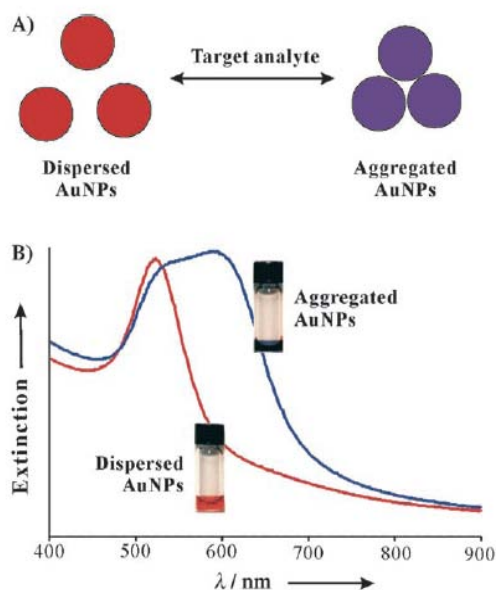 A)
Target analyte
Dispersed
AuNPs
Aggregated
AuNPs
B)
Extinction
Aggregated
AuNPs
Dispersed
AuNPs
400 500 600 700 800 900
λ / nm